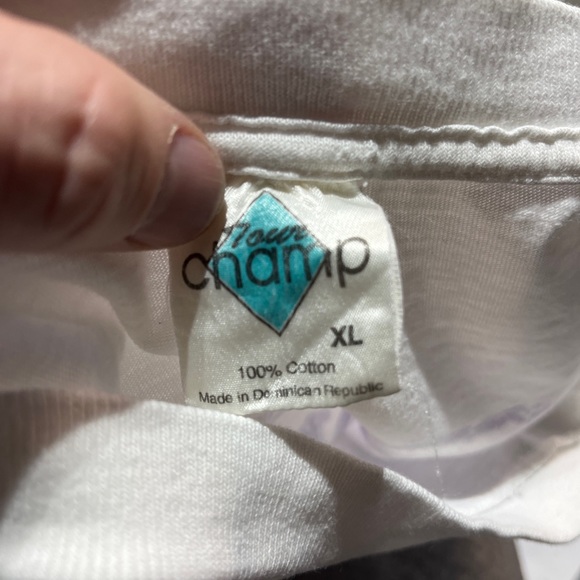 Tour
champ
XL
100% Cotton
Made in Dominican Republic